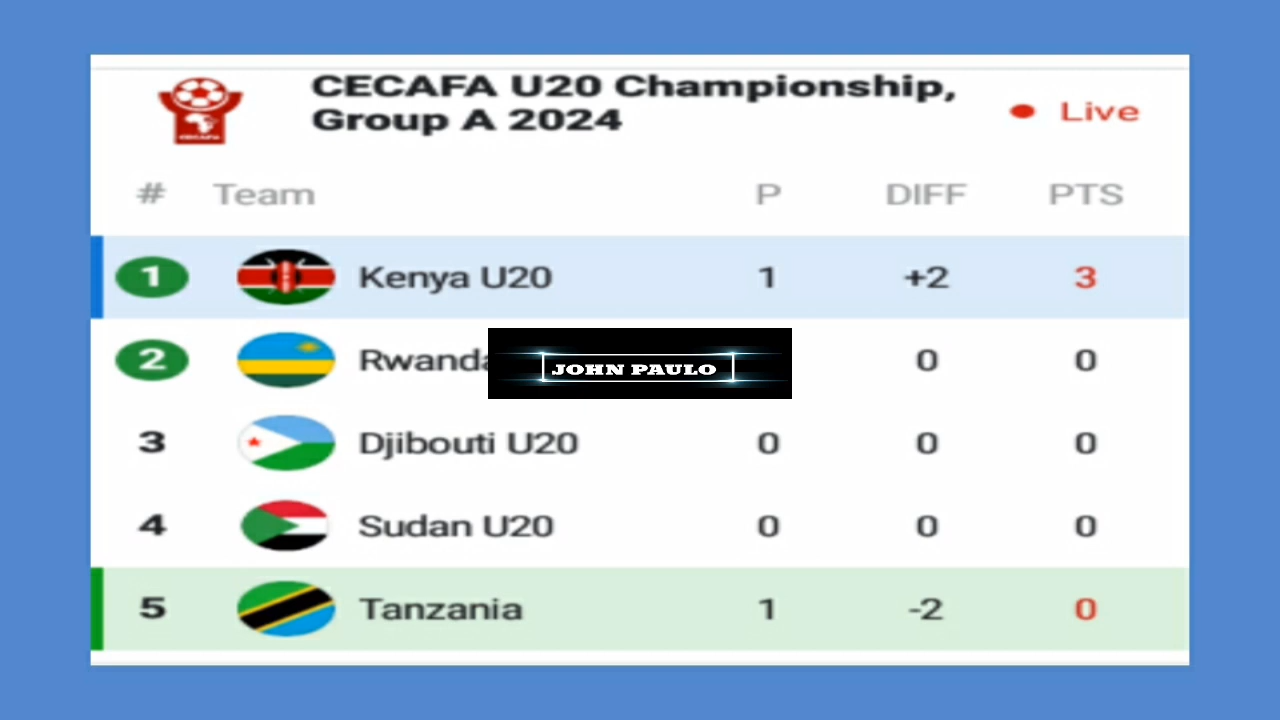 CECAFA U20 Championship,
Group A 2024
Live
CECAFA
# Team P DIFF PTS
1 Kenya U20 1 +2 3
2 Rwanda 0 0
JOHN PAULO
3 Djibouti U20 0 0 0
4 Sudan U20 0 0 0
5 Tanzania 1 -2 0